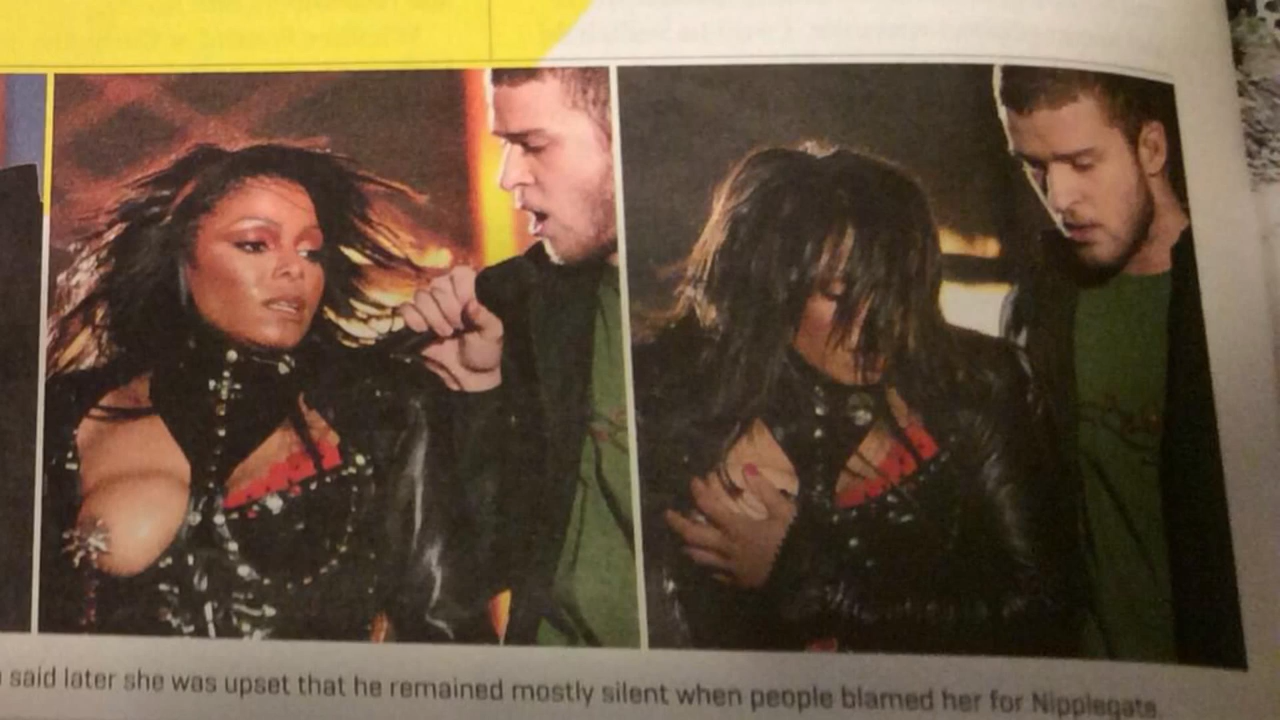 said later she was upset that he remained mostly silent when people blamed her for Nipplegate